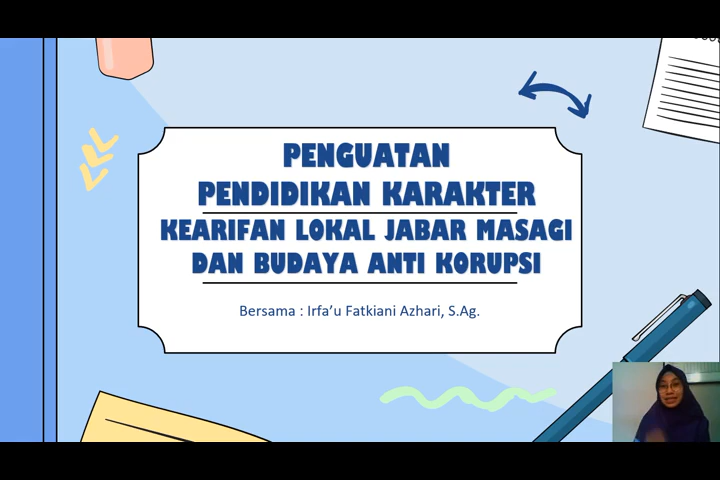 PENGUATAN
PENDIDIKAN KARAKTER
KEARIFAN LOKAL JABAR MASAGI
DAN BUDAYA ANTI KORUPSI
Bersama : Irfa’u Fatkiani Azhari, S.Ag.